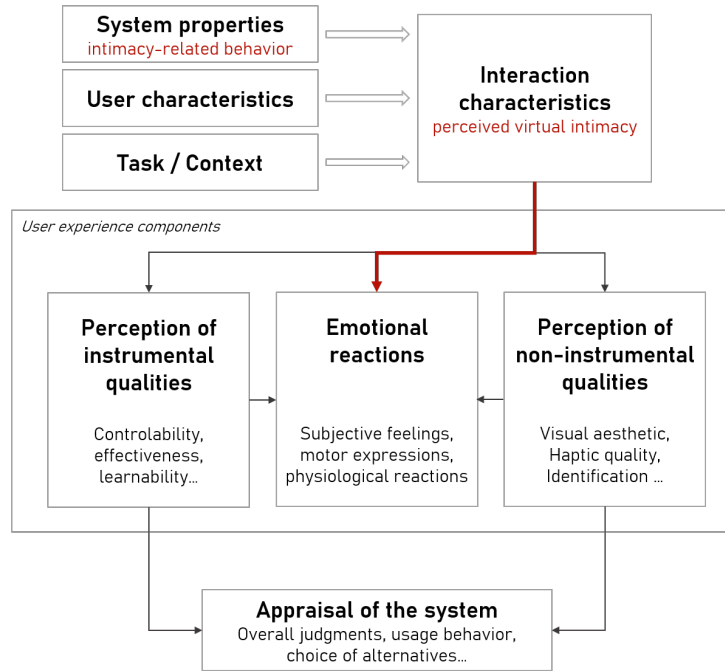 System properties
intimacy-related behavior
User characteristics
Task / Context
Interaction
characteristics
perceived virtual intimacy
User experience components
Perception of
instrumental
qualities
Controlability,
effectiveness,
learnability...
Emotional
reactions
Subjective feelings,
motor expressions,
physiological reactions
Perception of
non-instrumental
qualities
Visual aesthetic,
Haptic quality,
Identification ...
Appraisal of the system
Overall judgments, usage behavior,
choice of alternatives...